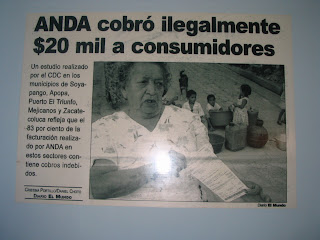 ANDA cobró ilegalmente
$20 mil a consumidores
Un estudio realizado
por el CDC en los
municipios de Soya-
pango, Apopa,
Puerto El Triunfo,
Mejicanos y Zacate-
coluca refleja que el
83 por ciento de la
facturación realiza-
da por ANDA en
estos sectores con-
tiene cobros indebi-
dos.
DIARIO EL MUNDO
Diario El Mundo